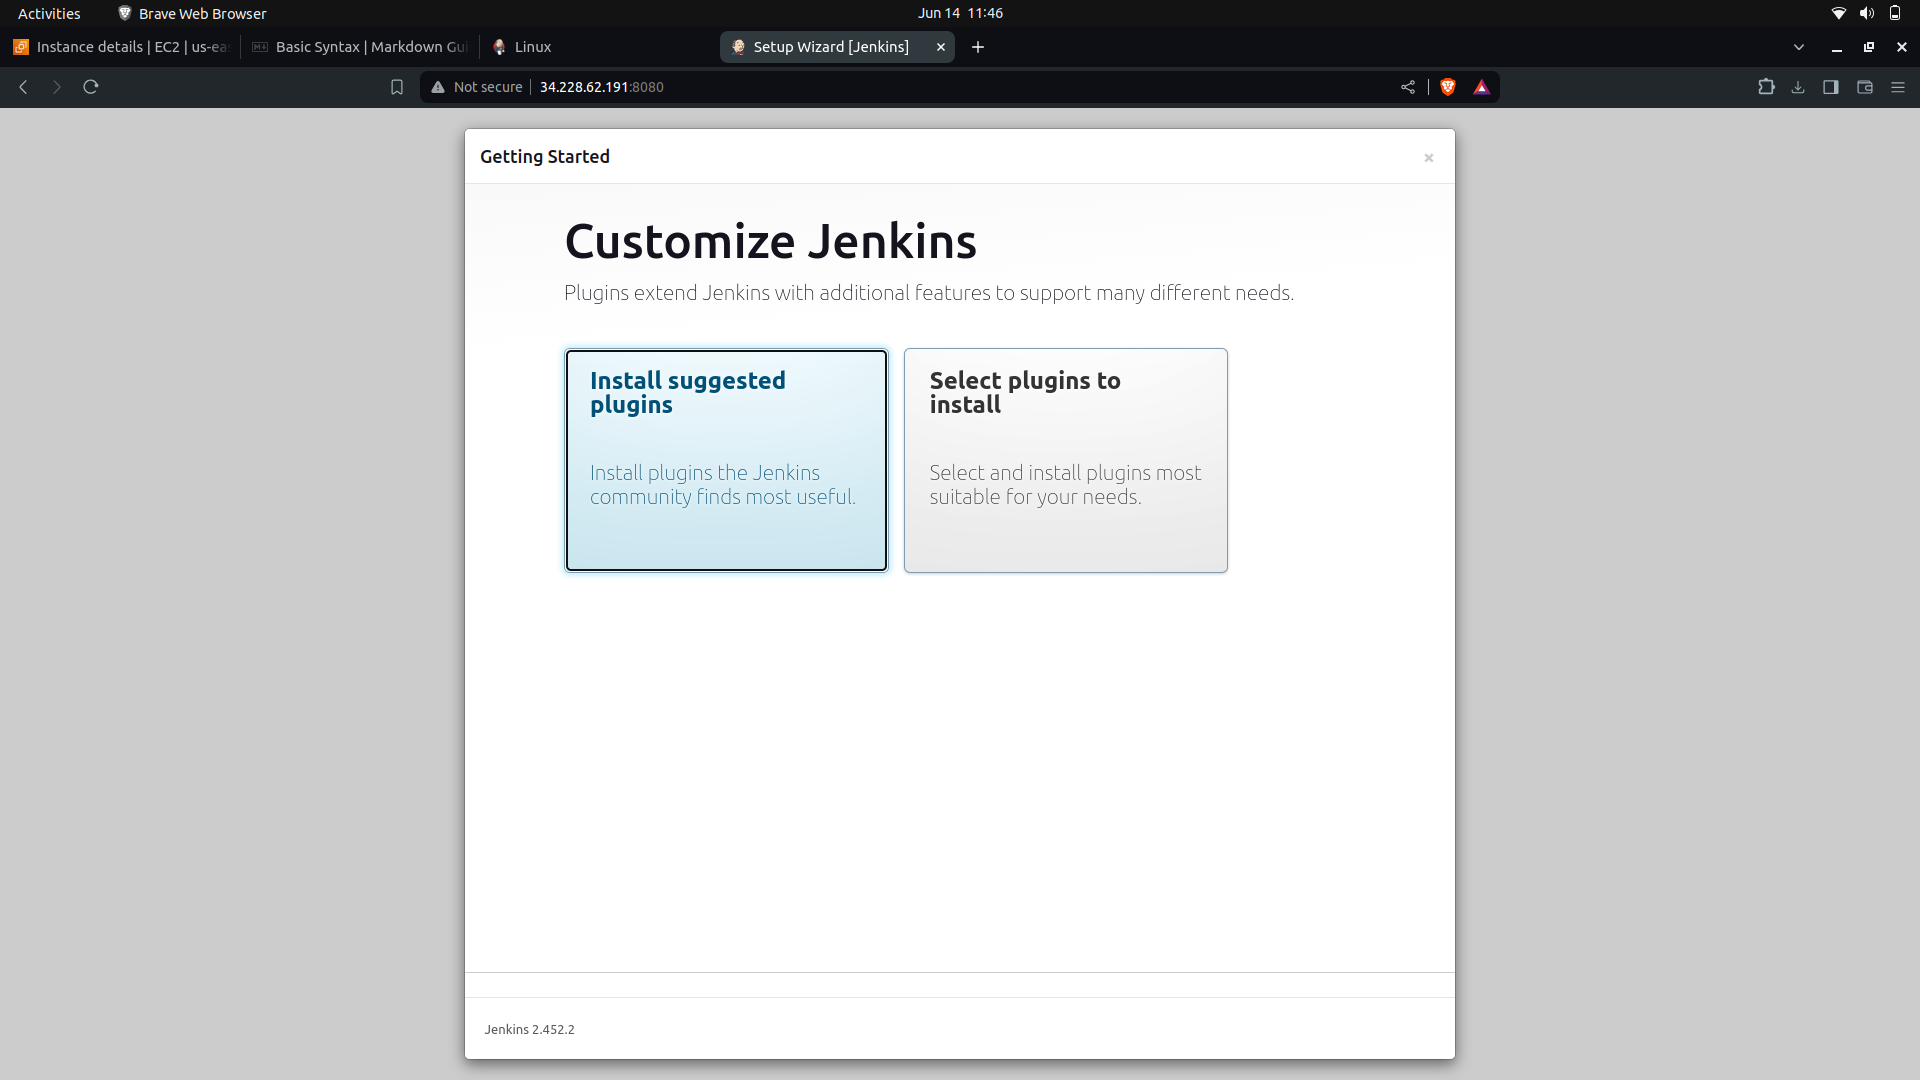 Activities
Brave Web Browser
Jun 14 11:46
Instance details | EC2 | us-ea
Basic Syntax | Markdown Gui
Linux
Setup Wizard [Jenkins]
Not secure
34.228.62.191:8080
Getting Started
Customize Jenkins
Plugins extend Jenkins with additional features to support many different needs.
Install suggested
plugins
Install plugins the Jenkins
community finds most useful.
Select plugins to
install
Select and install plugins most
suitable for your needs.
Jenkins 2.452.2